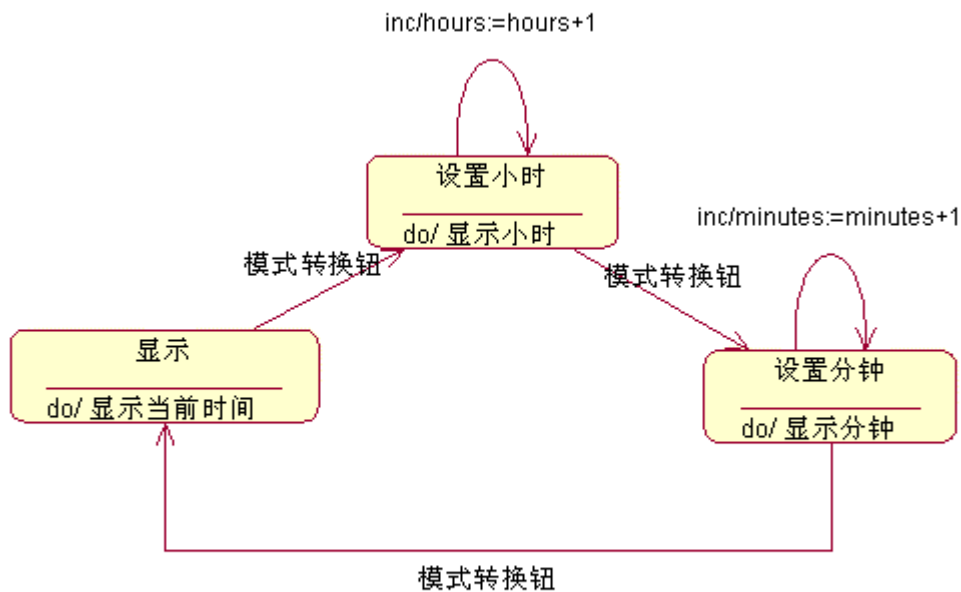 inc/hours:=hours+1
设置小时
do/ 显示小时
inc/minutes:=minutes+1
模式转换钮
模式转换钮
显示
do/ 显示当前时间
设置分钟
do/ 显示分钟
模式转换钮